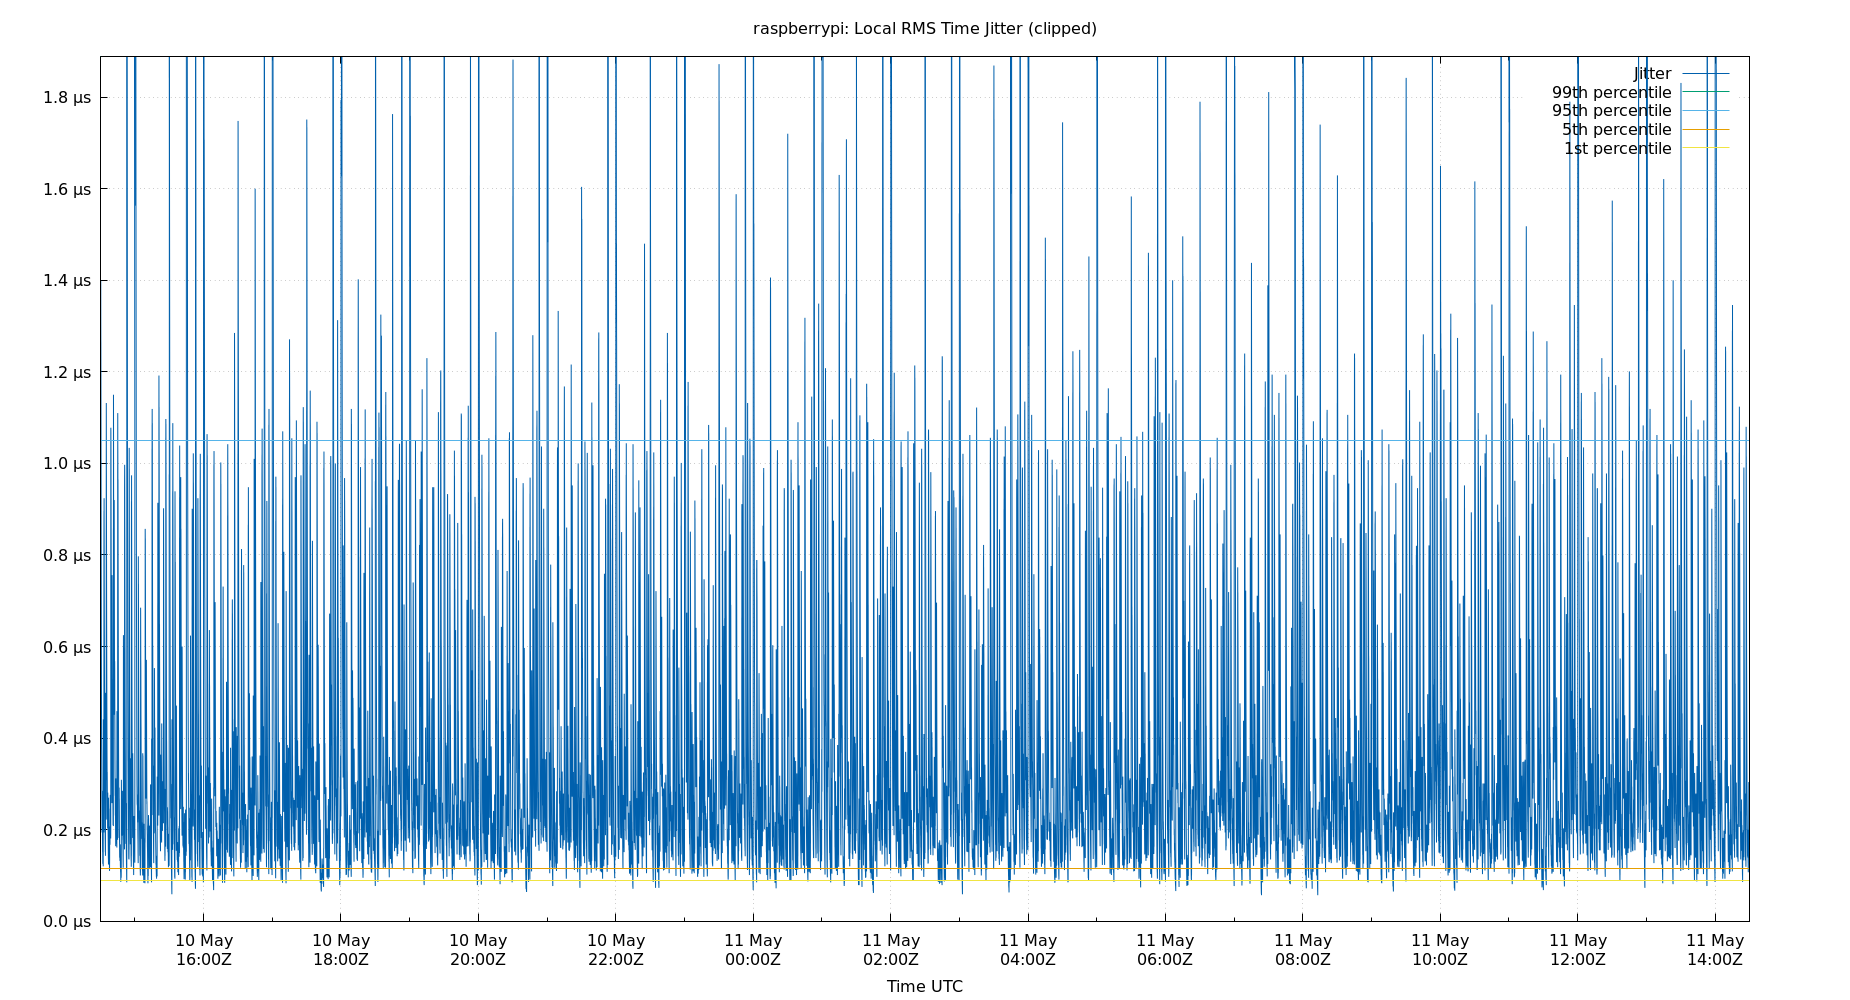 raspberrypi: Local RMS Time Jitter (clipped)
Jitter
99th percentile
95th percentile
5th percentile
1st percentile
1.8 µs
1.6 µs
1.4 µs
1.2 µs
1.0 µs
0.8 µs
0.6 µs
0.4 µs
0.2 µs
0.0 µs
10 May 10 May 10 May 10 May 11 May 11 May 11 May 11 May 11 May 11 May 11 May 11 May
16:00Z 18:00Z 20:00Z 22:00Z 00:00Z 02:00Z 04:00Z 06:00Z 08:00Z 10:00Z 12:00Z 14:00Z
Time UTC